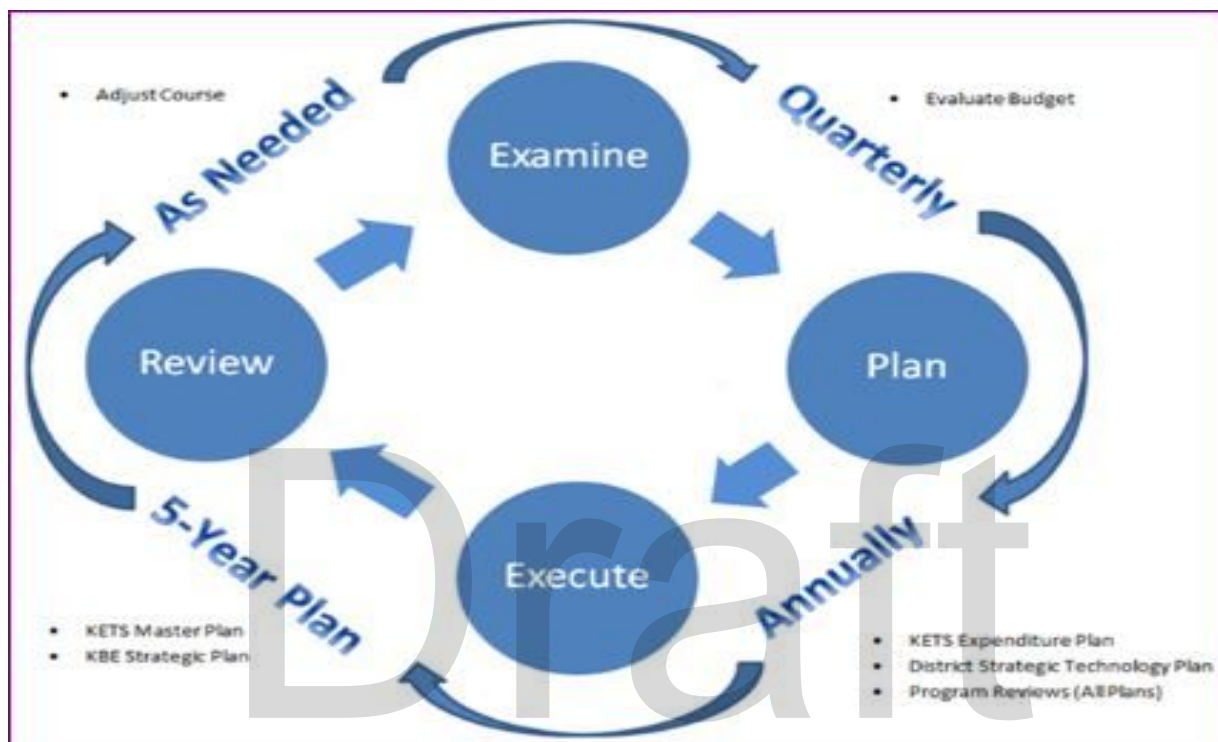 Adjust Course
As Needed
Examine
Quarterly
Evaluate Budget
Review
Plan
5-Year Plan
Execute
Annually
KETS Master Plan
KBE Strategic Plan
KETS Expenditure Plan
District Strategic Technology Plan
Program Reviews (All Plans)
Draft